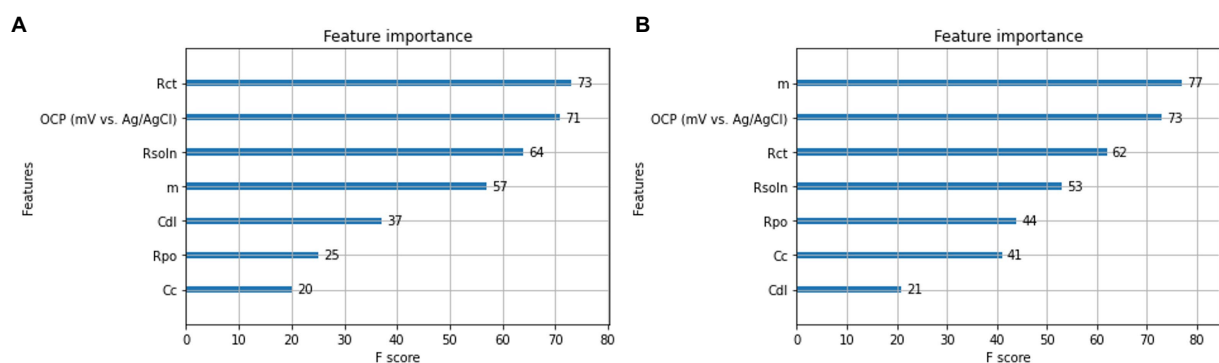 A
Feature importance
Features
Rct
73
OCP (mV vs. Ag/AgCl)
71
Rsoln
64
m
57
Cdl
37
Rpo
25
Cc
20
0 10 20 30 40 50 60 70 80
F score
B
Feature importance
Features
m
77
OCP (mV vs. Ag/AgCl)
73
Rct
62
Rsoln
53
Rpo
44
Cc
41
Cdl
21
0 10 20 30 40 50 60 70 80
F score